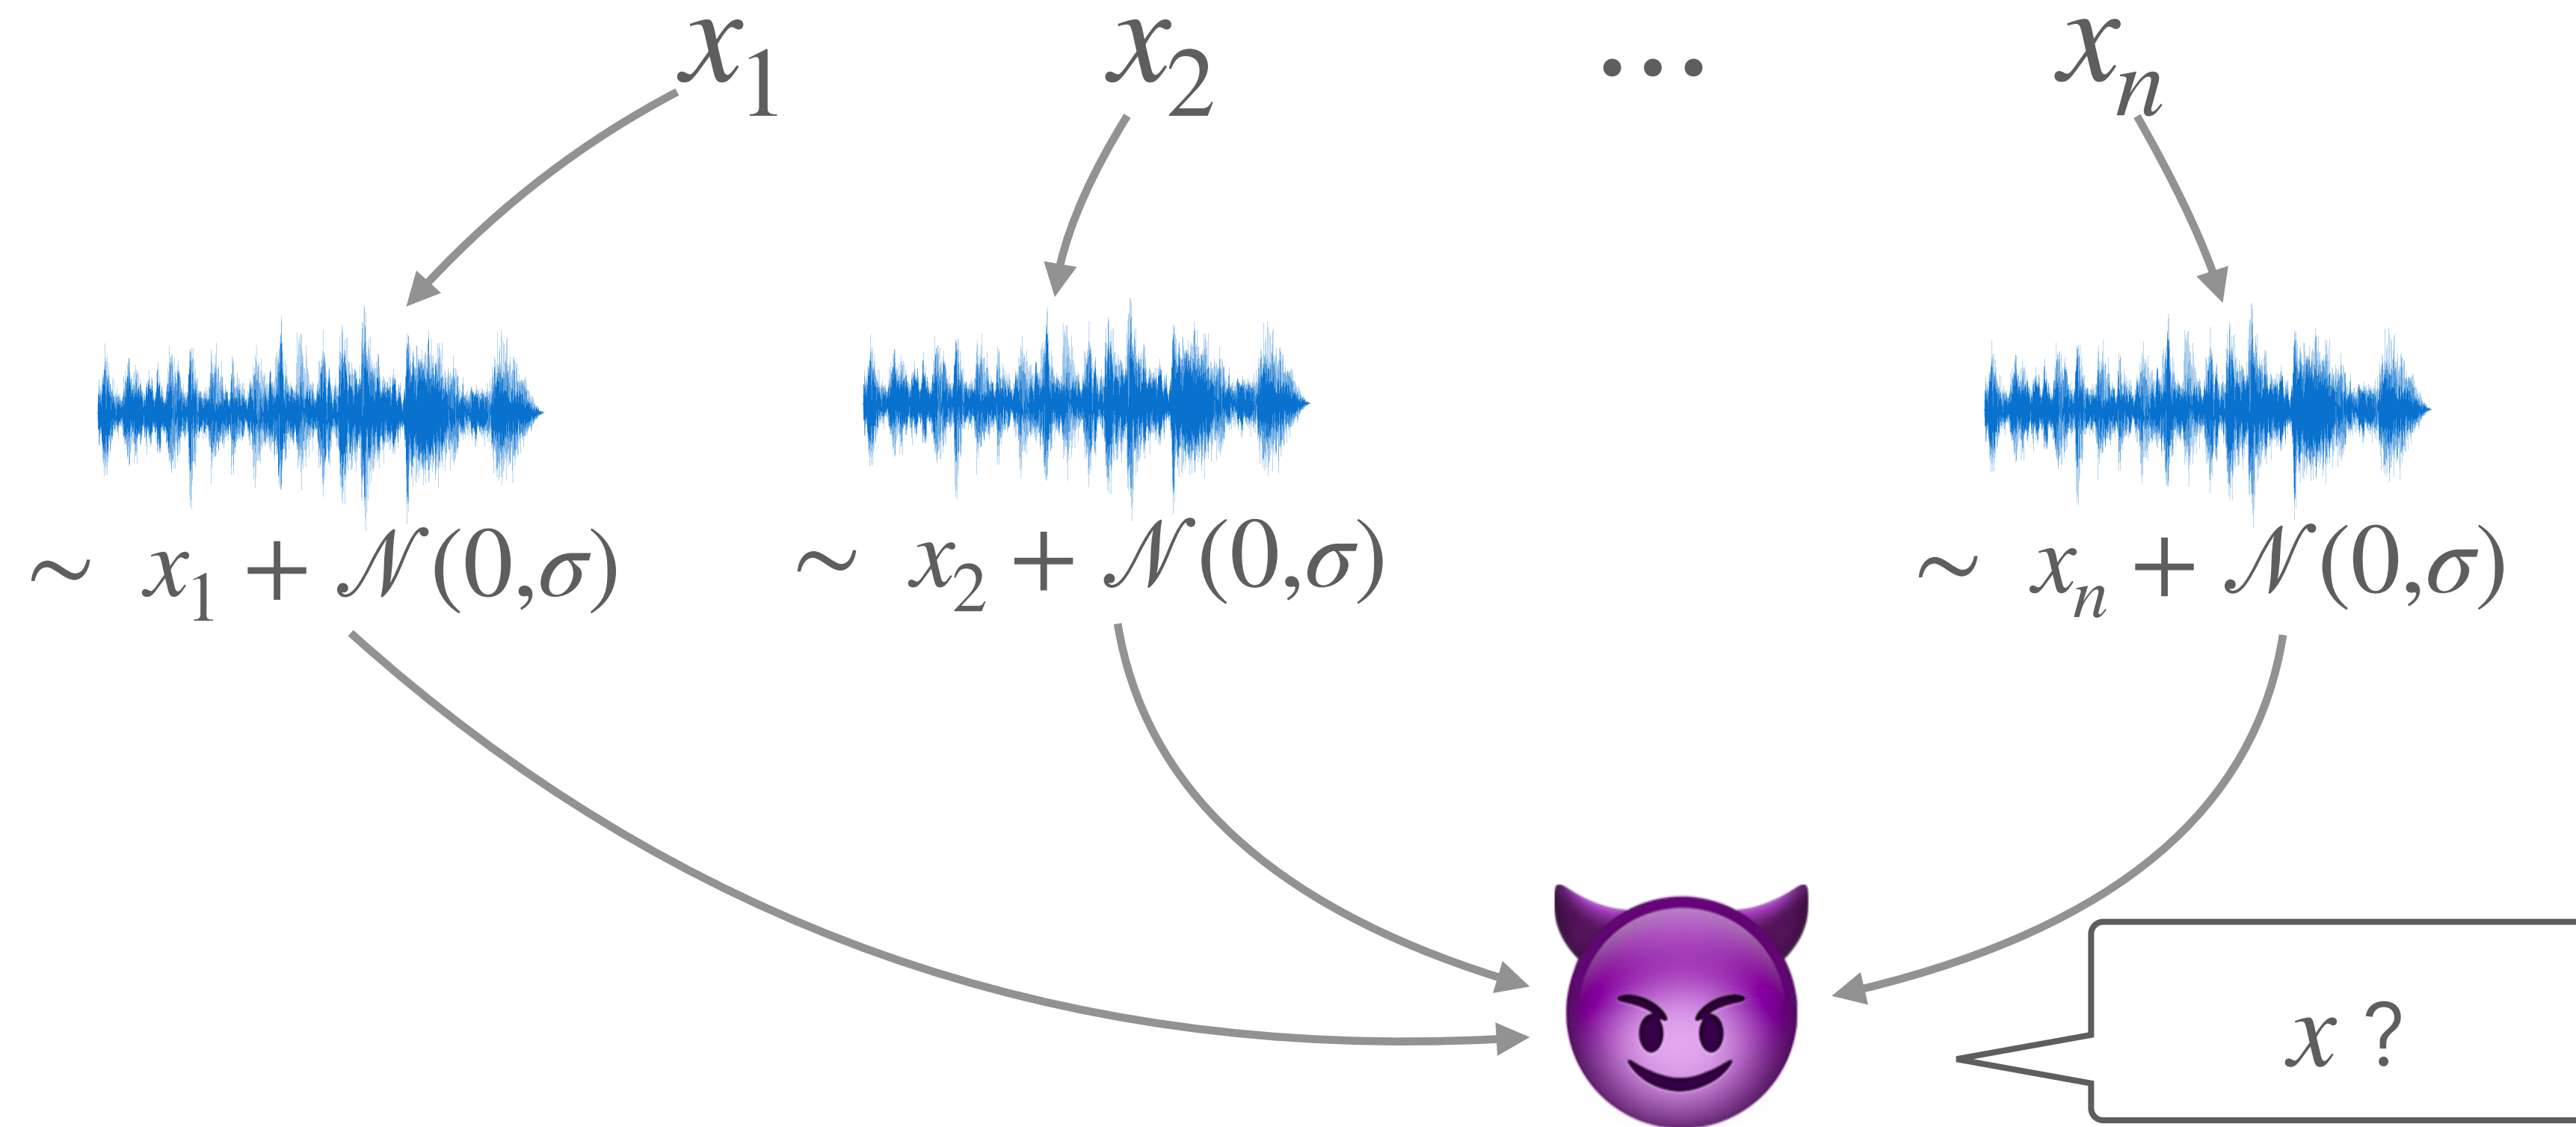 x₁ x₂ ... xₙ
~ x₁ + 𝒩(0,σ) ~ x₂ + 𝒩(0,σ) ~ xₙ + 𝒩(0,σ)
x ?